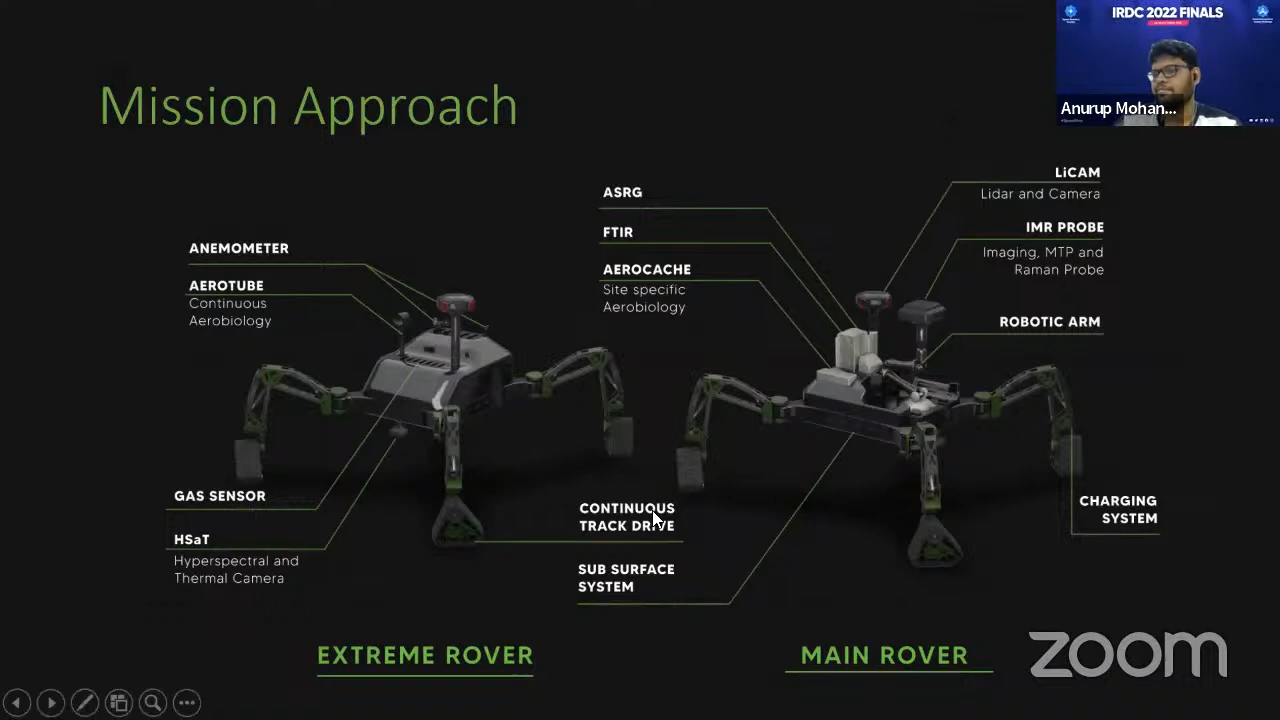 IRDC 2022 FINALS
Anurup Mohan...
Mission Approach
ANEMOMETER
AEROTUBE
Continuous
Aerobiology
GAS SENSOR
HSaT
Hyperspectral and
Thermal Camera
CONTINUOUS
TRACK DRIVE
EXTREME ROVER
ASRG
FTIR
AEROCACHE
Site specific
Aerobiology
LiCAM
Lidar and Camera
IMR PROBE
Imaging, MTP and
Raman Probe
ROBOTIC ARM
CHARGING
SYSTEM
SUB SURFACE
SYSTEM
MAIN ROVER
zoom